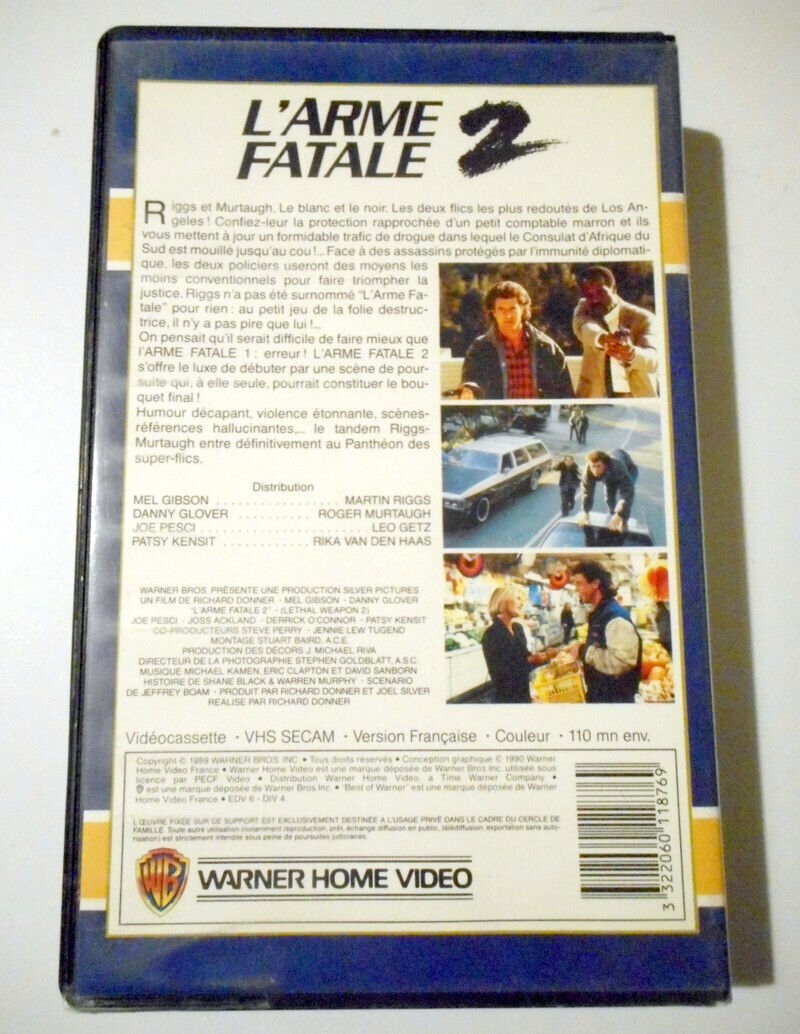 L'ARME
FATALE 2
Riggs et Murtaugh. Le blanc et le noir. Les deux flics les plus redoutés de Los An-
geles ! Confiez-leur la protection rapprochée d'un petit comptable marron et ils
vous mettent à jour un formidable trafic de drogue dans lequel le Consulat d'Afrique du
Sud est mouillé jusqu'au cou !... Face à des assassins protégés par l'immunité diplomati-
que, les deux policiers useront des moyens les
moins conventionnels pour faire triompher la
justice. Riggs n'a pas été surnommé "L'Arme Fa-
tale" pour rien : au petit jeu de la folie destruc-
trice, il n'y a pas pire que lui !...
On pensait qu'il serait difficile de faire mieux que
l'ARME FATALE 1 ; erreur ! L'ARME FATALE 2
s'offre le luxe de débuter par une scène de pour-
suite qui, à elle seule, pourrait constituer le bou-
quet final !
Humour décapant, violence étonnante, scènes-
références hallucinantes,... le tandem Riggs-
Murtaugh entre définitivement au Panthéon des
super-flics.
Distribution
MEL GIBSON . . . . . . . . . . . . . . . . . MARTIN RIGGS
DANNY GLOVER . . . . . . . . . . ROGER MURTAUGH
JOE PESCI . . . . . . . . . . . . . . . . . . . . . . . LEO GETZ
PATSY KENSIT . . . . . . . . . . . . RIKA VAN DEN HAAS
WARNER BROS. PRÉSENTE UNE PRODUCTION SILVER PICTURES
UN FILM DE RICHARD DONNER · MEL GIBSON · DANNY GLOVER
"L'ARME FATALE 2" · (LETHAL WEAPON 2)
JOE PESCI · JOSS ACKLAND · DERRICK O'CONNOR · PATSY KENSIT
CO-PRODUCTEURS STEVE PERRY · JENNIE LEW TUGEND
MONTAGE STUART BAIRD, A.C.E.
PRODUCTION DES DÉCORS J. MICHAEL RIVA
DIRECTEUR DE LA PHOTOGRAPHIE STEPHEN GOLDBLATT, A.S.C.
MUSIQUE MICHAEL KAMEN, ERIC CLAPTON ET DAVID SANBORN
HISTOIRE DE SHANE BLACK & WARREN MURPHY · SCENARIO
DE JEFFREY BOAM · PRODUIT PAR RICHARD DONNER ET JOEL SILVER
REALISE PAR RICHARD DONNER
Vidéocassette · VHS SECAM · Version Française · Couleur · 110 mn env.
Copyright © 1989 WARNER BROS INC. • Tous droits réservés • Conception graphique © 1990 Warner
Home Video France • Warner Home Video est une marque déposée de Warner Bros Inc. utilisée sous
licence par PECF Video • Distribution Warner Home Video, a Time Warner Company •
est une marque déposée de Warner Bros Inc. • "Best of Warner" est une marque déposée de Warner
Home Video France • EDV 6 - DIV 4
L'ŒUVRE FIXÉE SUR CE SUPPORT EST EXCLUSIVEMENT DESTINÉE A L'USAGE PRIVÉ DANS LE CADRE DU CERCLE DE
FAMILLE. Toute autre utilisation (notamment reproduction, prêt, échange diffusion en public, télédiffusion, exportation sans auto-
risation) est strictement interdite sous peine de poursuites judiciaires.
WB WARNER HOME VIDEO
3 322060 118769